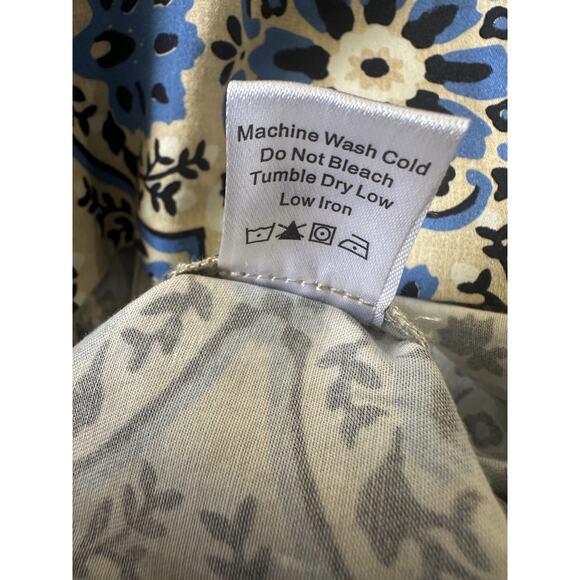 Machine Wash Cold
Do Not Bleach
Tumble Dry Low
Low Iron